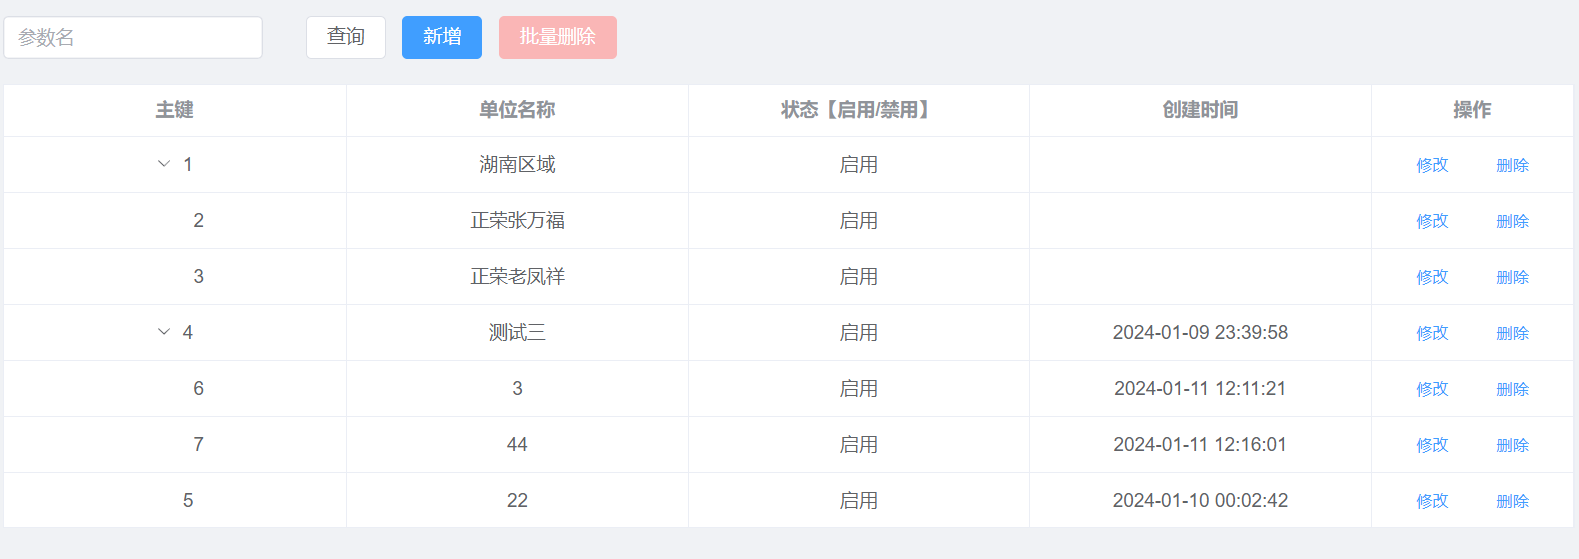 参数名 查询 新增 批量删除
主键 单位名称 状态【启用/禁用】 创建时间 操作
1 湖南区域 启用 修改 删除
2 正荣张万福 启用 修改 删除
3 正荣老凤祥 启用 修改 删除
4 测试三 启用 2024-01-09 23:39:58 修改 删除
6 3 启用 2024-01-11 12:11:21 修改 删除
7 44 启用 2024-01-11 12:16:01 修改 删除
5 22 启用 2024-01-10 00:02:42 修改 删除